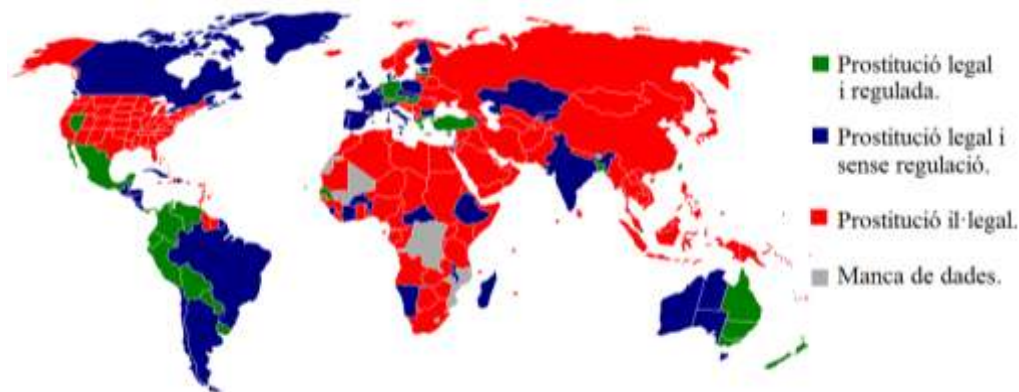 Prostitució legal
i regulada.
Prostitució legal i
sense regulació.
Prostitució il·legal.
Manca de dades.